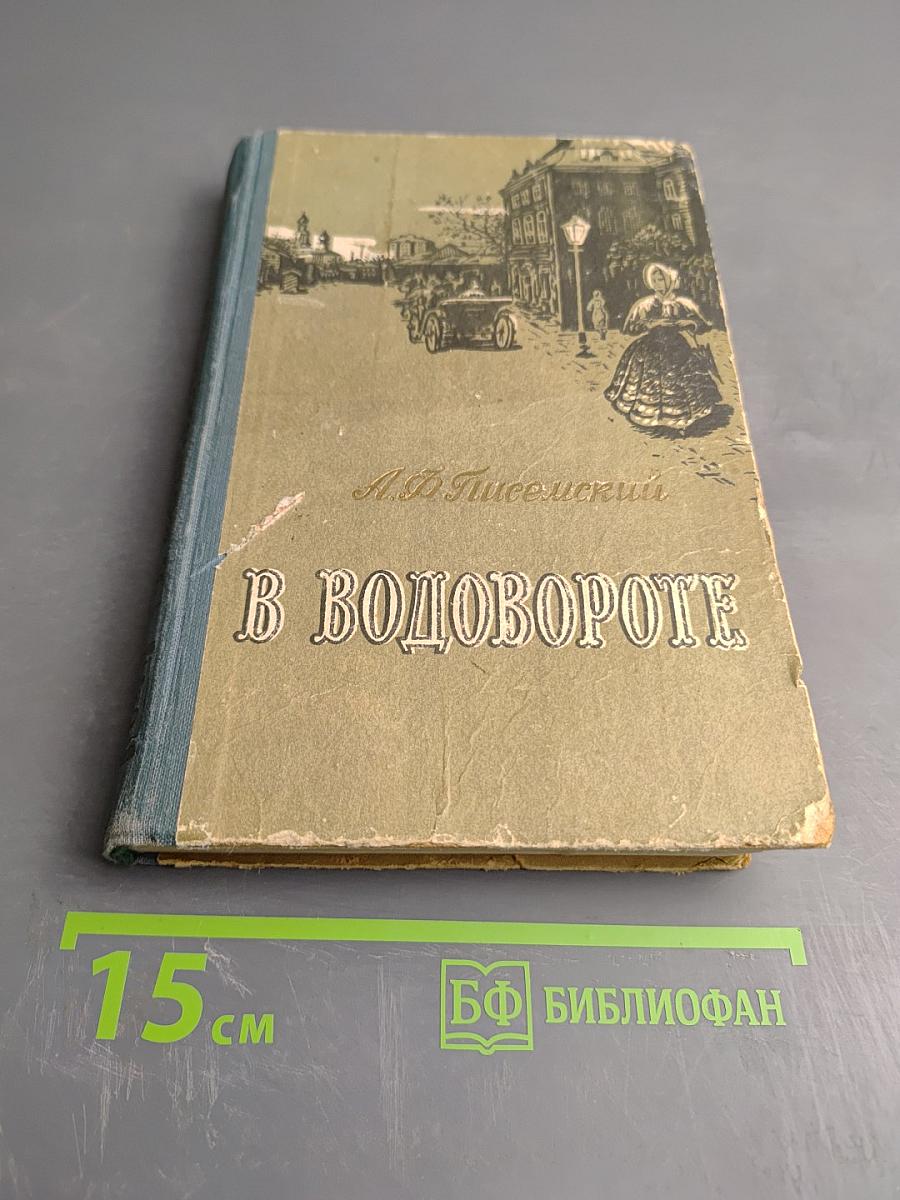 А. Ф. Писемский
В ВОДОВОРОТЕ
15 см
БФ БИБЛИОФАН